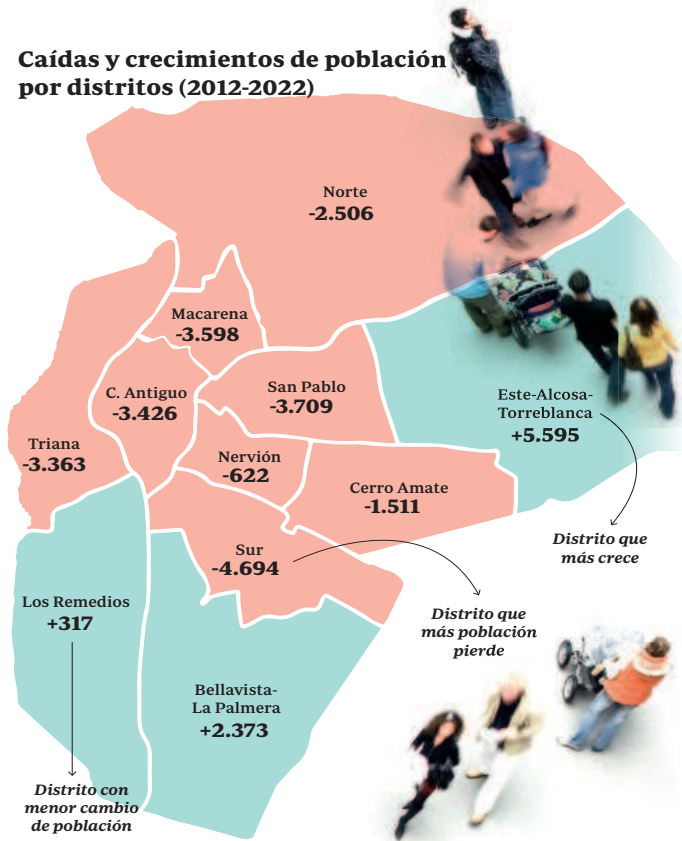 Caídas y crecimientos de población
por distritos (2012-2022)
Norte
-2.506
Macarena
-3.598
C. Antiguo
-3.426
San Pablo
-3.709
Este-Alcosa-
Torreblanca
+5.595
Triana
-3.363
Nervión
-622
Cerro Amate
-1.511
Distrito que
más crece
Sur
-4.694
Los Remedios
+317
Distrito que
más población
pierde
Bellavista-
La Palmera
+2.373
Distrito con
menor cambio
de población